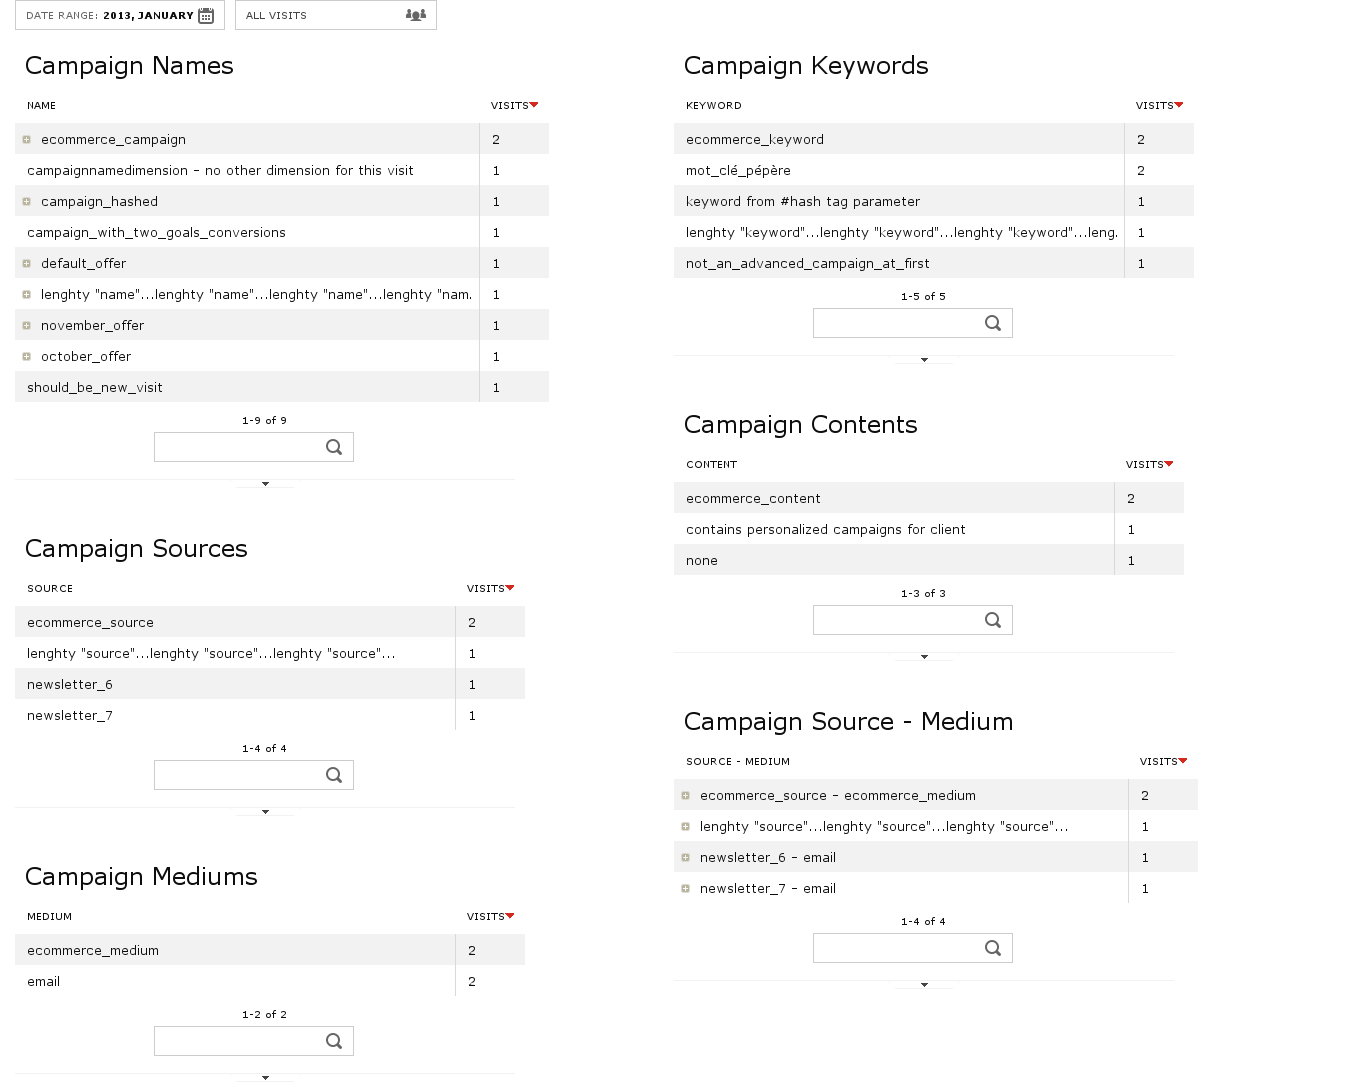 DATE RANGE: 2013, JANUARY
ALL VISITS
Campaign Names
NAME VISITS
ecommerce_campaign 2
campaignnamedimension - no other dimension for this visit 1
campaign_hashed 1
campaign_with_two_goals_conversions 1
default_offer 1
lenghty "name"...lenghty "name"...lenghty "name"...lenghty "nam. 1
november_offer 1
october_offer 1
should_be_new_visit 1
1-9 of 9
Campaign Sources
SOURCE VISITS
ecommerce_source 2
lenghty "source"...lenghty "source"...lenghty "source"... 1
newsletter_6 1
newsletter_7 1
1-4 of 4
Campaign Mediums
MEDIUM VISITS
ecommerce_medium 2
email 2
1-2 of 2
Campaign Keywords
KEYWORD VISITS
ecommerce_keyword 2
mot_clé_pépère 2
keyword from #hash tag parameter 1
lenghty "keyword"...lenghty "keyword"...lenghty "keyword"...leng. 1
not_an_advanced_campaign_at_first 1
1-5 of 5
Campaign Contents
CONTENT VISITS
ecommerce_content 2
contains personalized campaigns for client 1
none 1
1-3 of 3
Campaign Source - Medium
SOURCE - MEDIUM VISITS
ecommerce_source - ecommerce_medium 2
lenghty "source"...lenghty "source"...lenghty "source"... 1
newsletter_6 - email 1
newsletter_7 - email 1
1-4 of 4